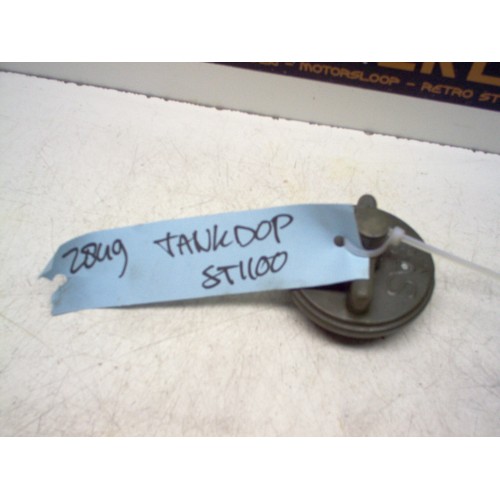 MOTORSLOOP - RETRO ST
2849 TANKDOP
ST1100